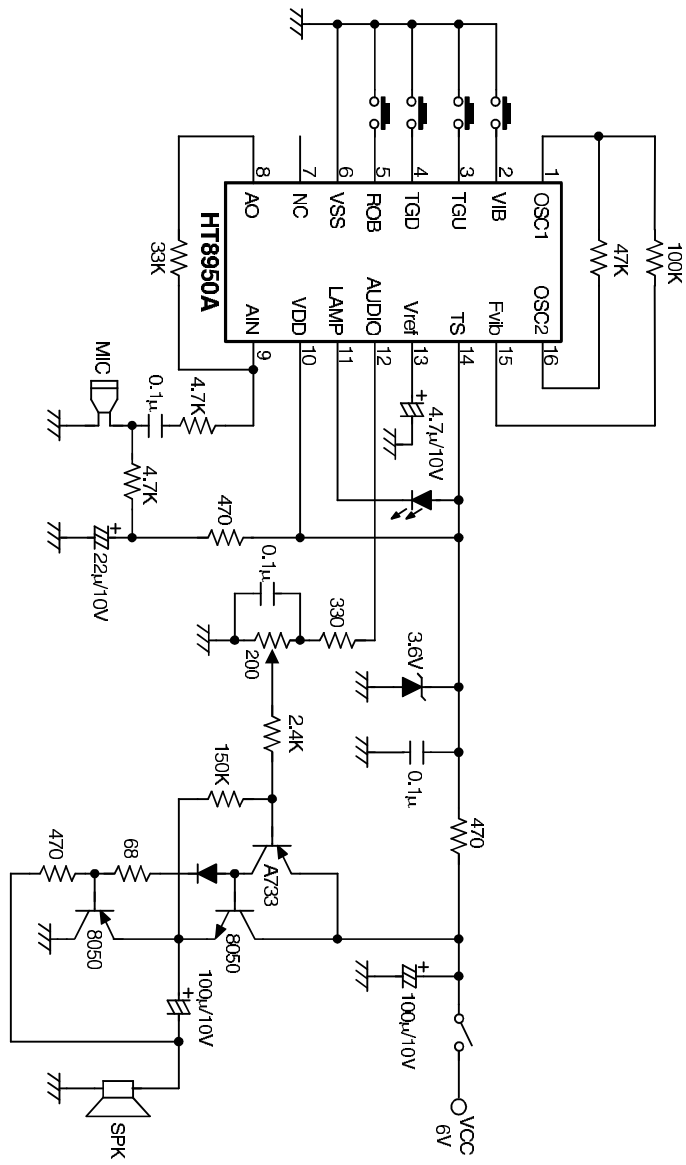 100K
47K
1
2
3
4
5
6
7
8
OSC1
VIB
TGU
TGD
ROB
VSS
NC
AO
HT8950A
OSC2
Fvib
TS
Vref
AUDIO
LAMP
VDD
AIN
16
15
14
13
12
11
10
9
33K
MIC
0.1µ
4.7K
4.7K
+
4.7µ/10V
470
+
22µ/10V
0.1µ
200
330
3.6V
0.1µ
2.4K
150K
470
A733
68
470
8050
8050
+
100µ/10V
+
100µ/10V
VCC
6V
SPK